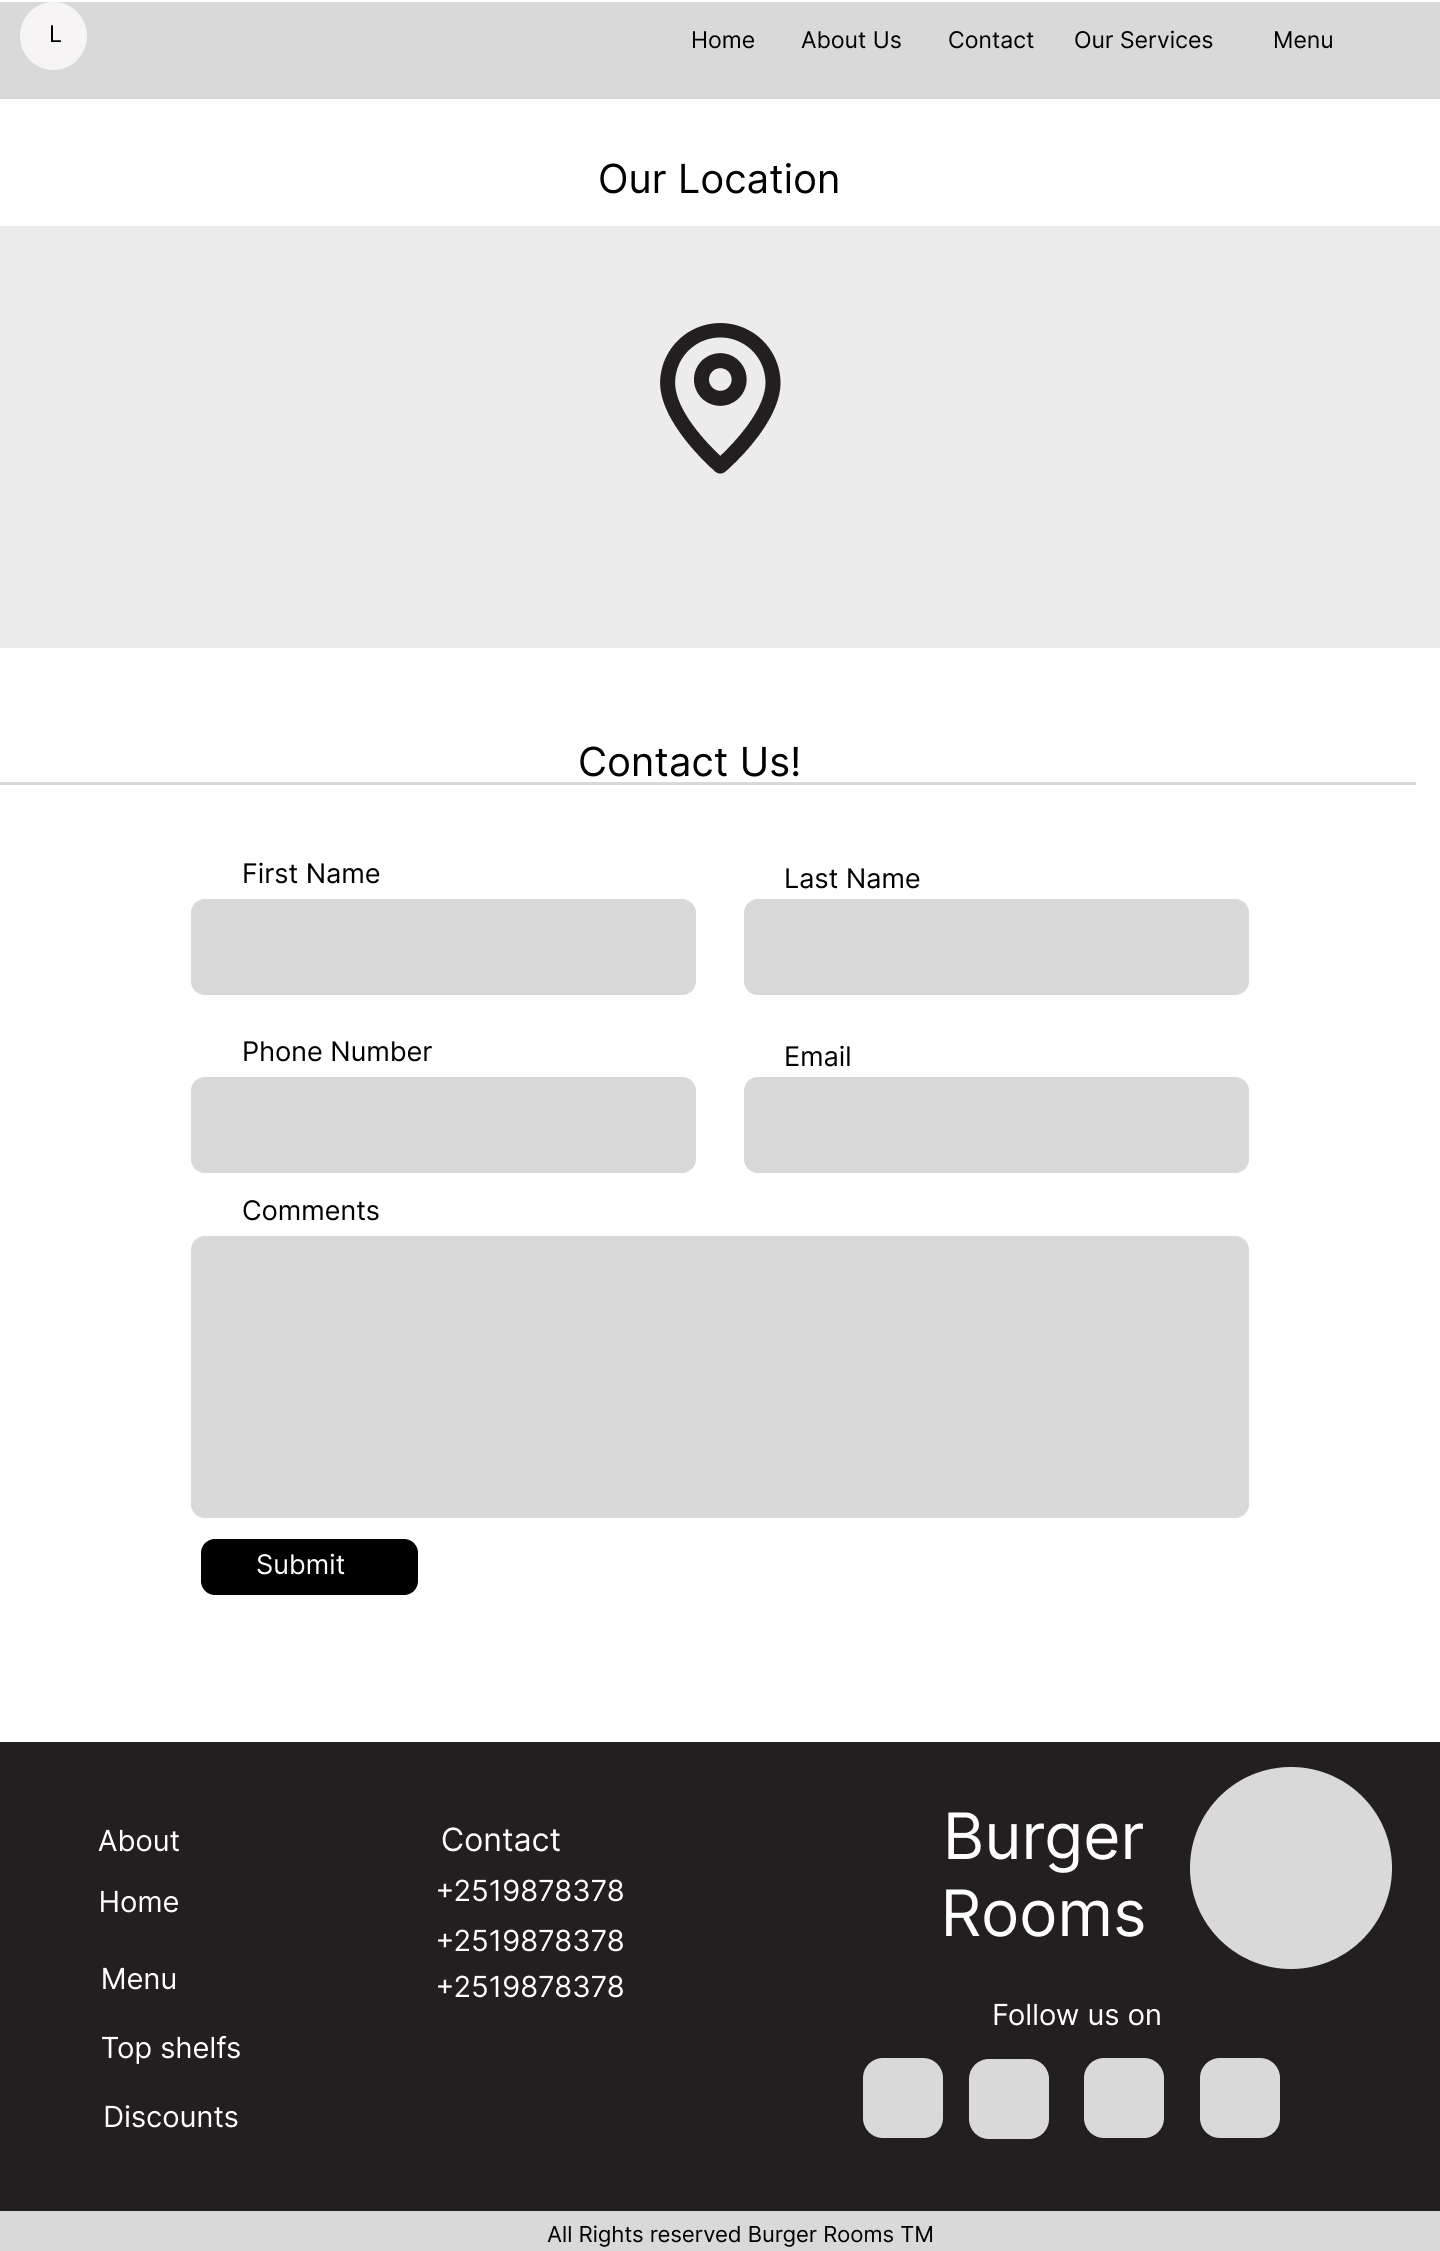 L
Home
About Us
Contact
Our Services
Menu
Our Location
Contact Us!
First Name
Last Name
Phone Number
Email
Comments
Submit
About
Home
Menu
Top shelfs
Discounts
Contact
+2519878378
+2519878378
+2519878378
Burger
Rooms
Follow us on
All Rights reserved Burger Rooms TM